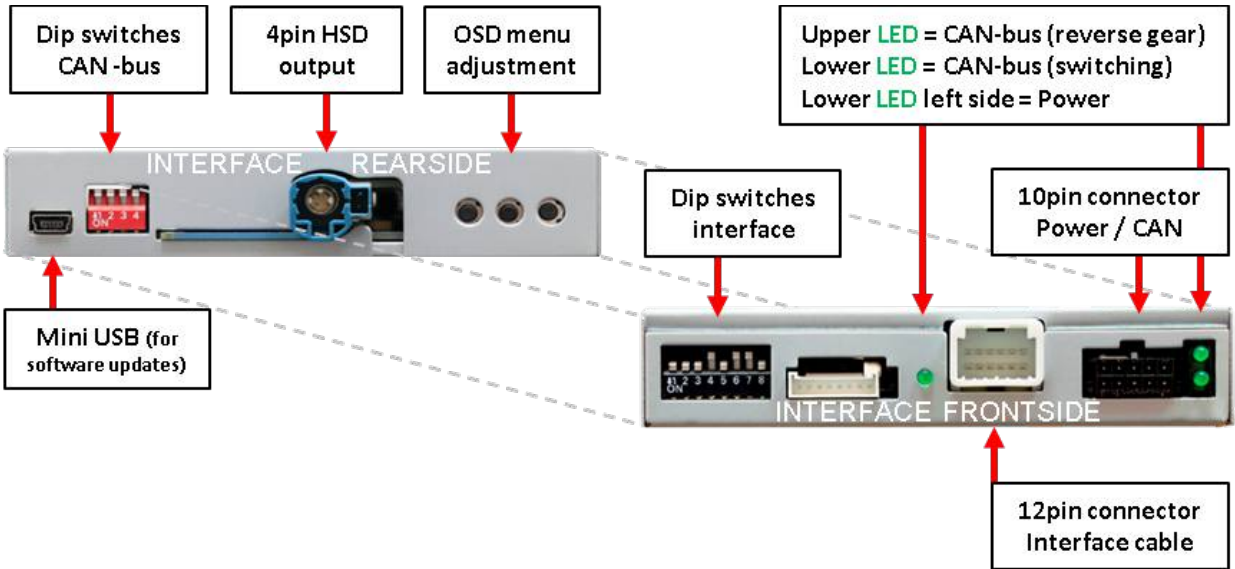 Dip switches
CAN -bus
4pin HSD
output
OSD menu
adjustment
Upper LED = CAN-bus (reverse gear)
Lower LED = CAN-bus (switching)
Lower LED left side = Power
INTERFACE REARSIDE
1 2 3 4
ON
Mini USB (for
software updates)
Dip switches
interface
10pin connector
Power / CAN
1 2 3 4 5 6 7 8
ON
INTERFACE FRONTSIDE
12pin connector
Interface cable